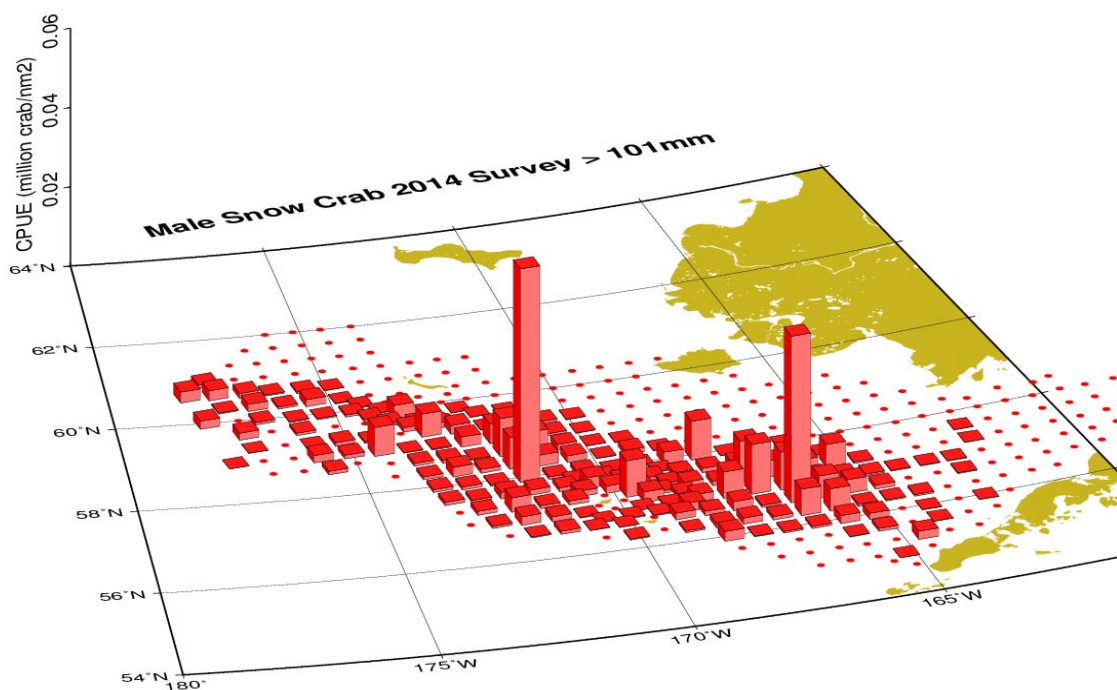 0.06
0.04
0.02
CPUE (million crab/nm2)
Male Snow Crab 2014 Survey > 101mm
64˚N
62˚N
60˚N
58˚N
56˚N
54˚N
180˚
175˚W
170˚W
165˚W